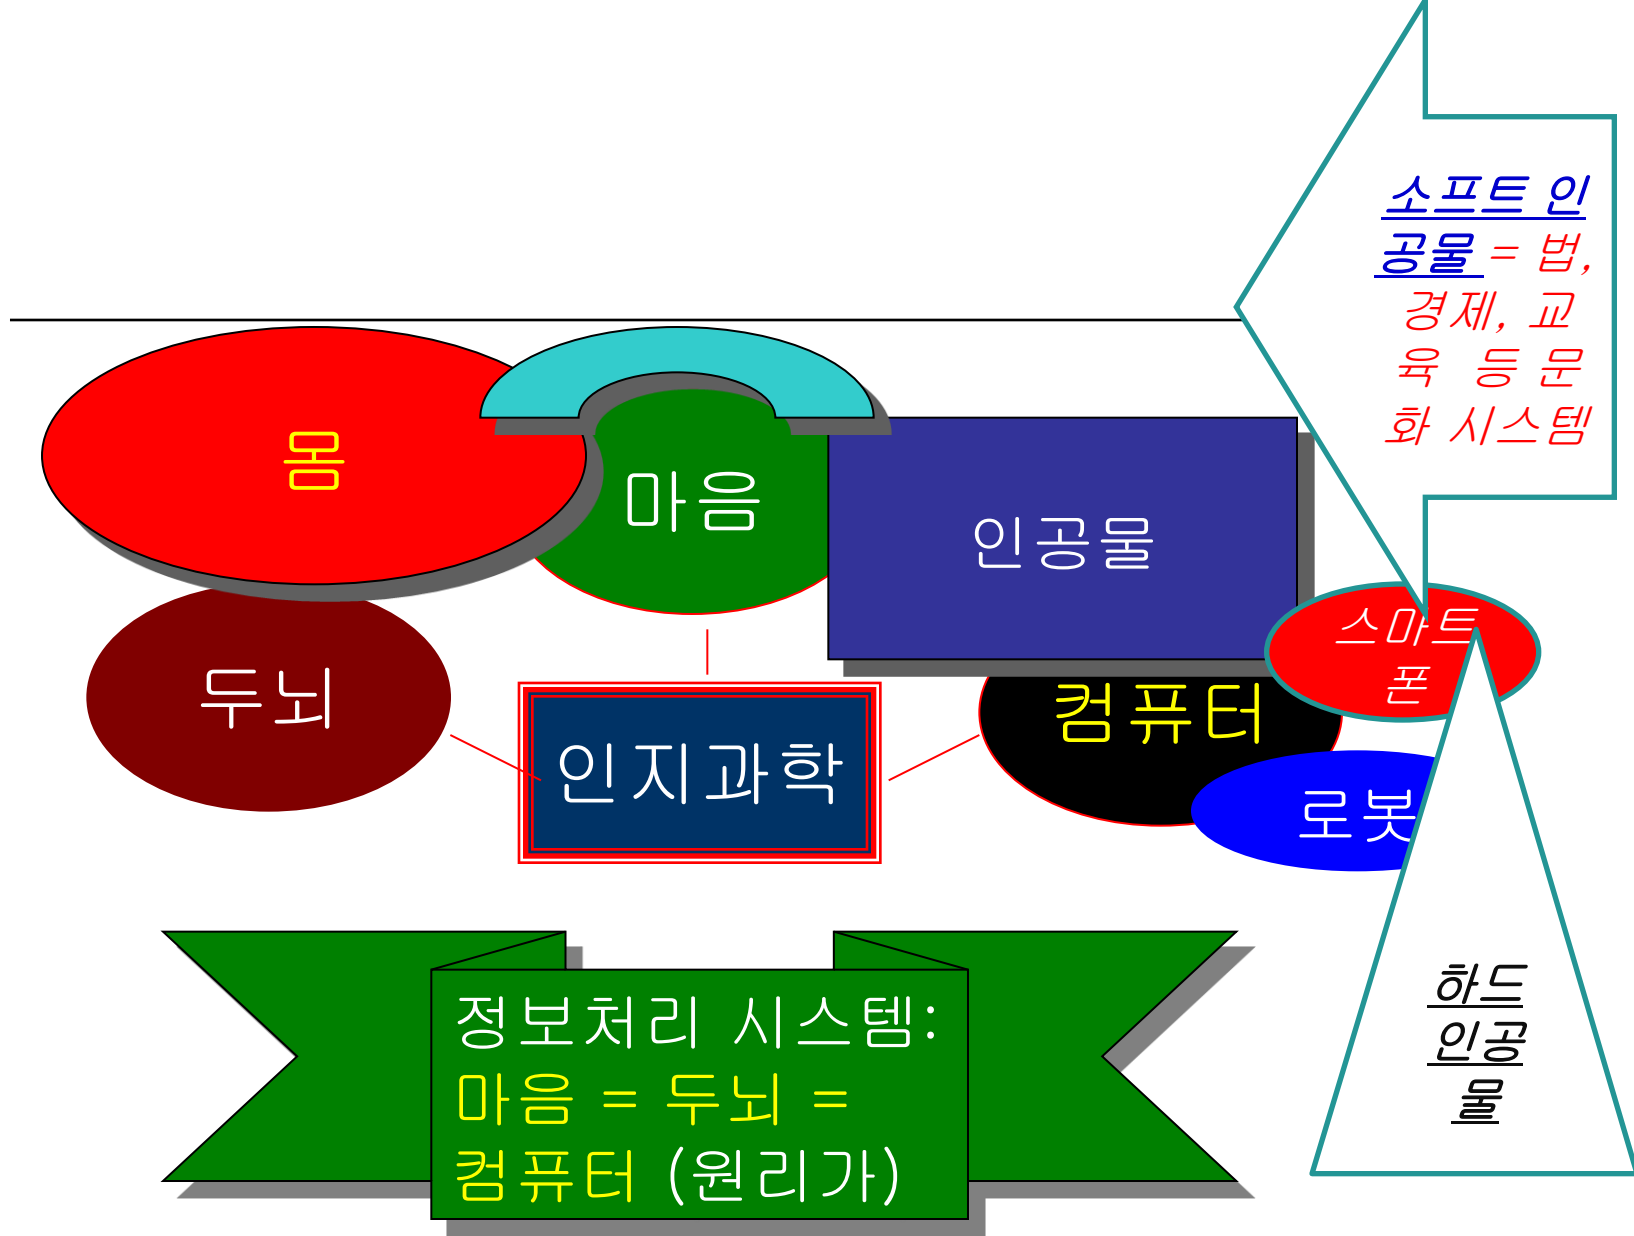 소프트 인
공물 = 법,
경제, 교
육 등 문
화 시스템
몸
마음
인공물
스마트
폰
두뇌
컴퓨터
인지과학
로봇
하드
인공
물
정보처리 시스템:
마음 = 두뇌 =
컴퓨터 (원리가)